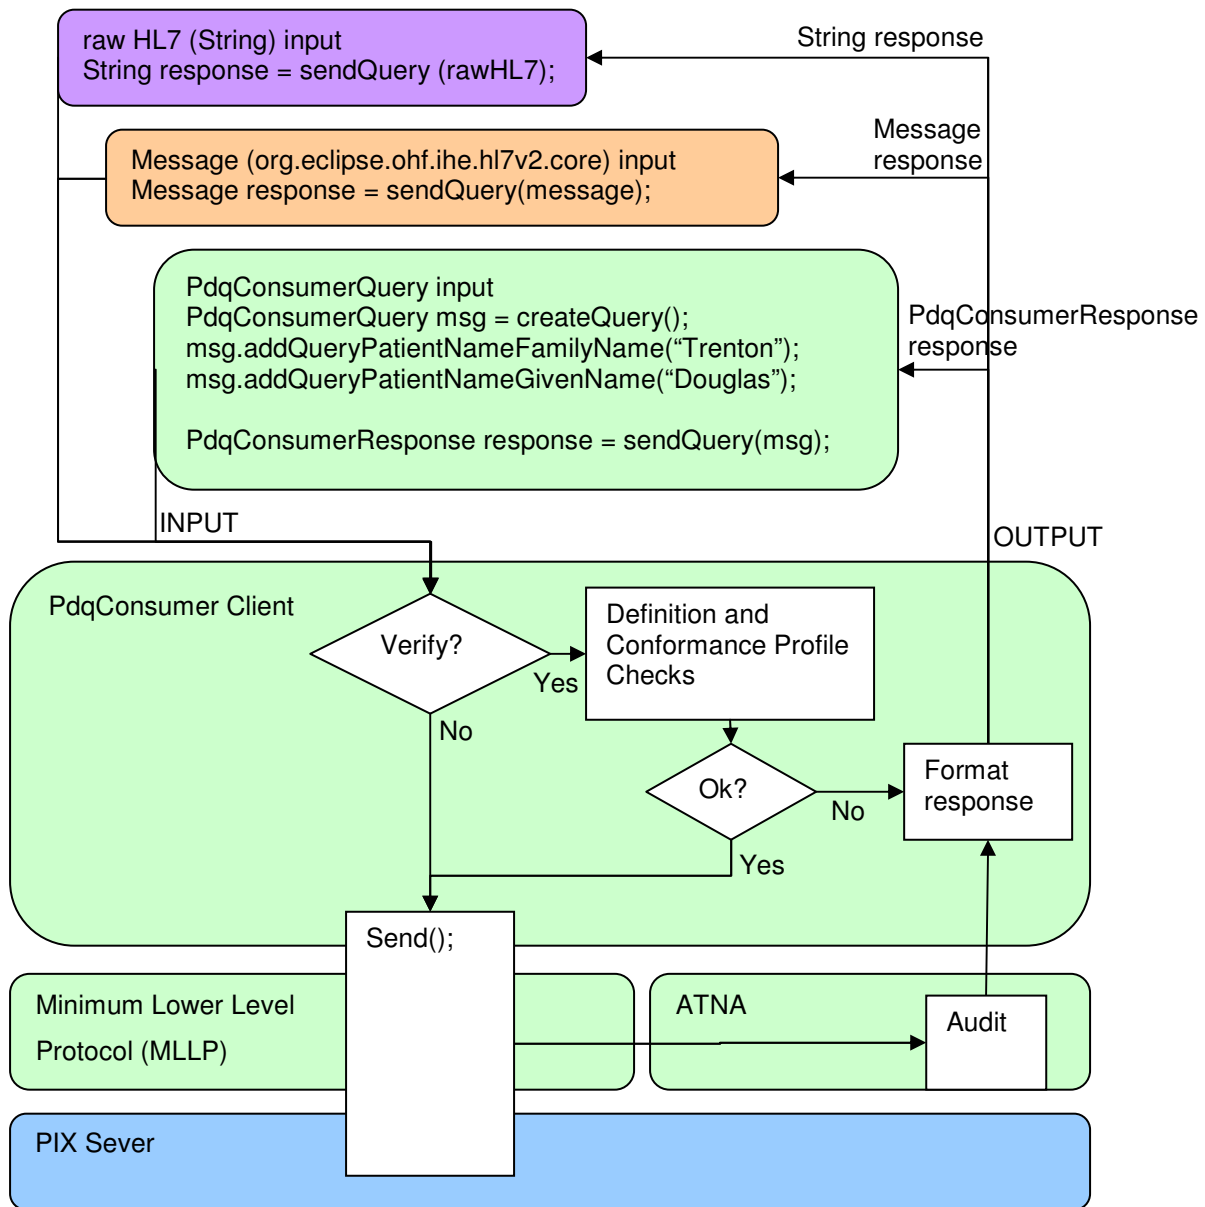 raw HL7 (String) input
String response = sendQuery (rawHL7);
String response
Message (org.eclipse.ohf.ihe.hl7v2.core) input
Message response = sendQuery(message);
Message
response
PdqConsumerQuery input
PdqConsumerQuery msg = createQuery();
msg.addQueryPatientNameFamilyName(“Trenton”);
msg.addQueryPatientNameGivenName(“Douglas”);
PdqConsumerResponse response = sendQuery(msg);
PdqConsumerResponse
response
INPUT
OUTPUT
PdqConsumer Client
Verify?
Yes
No
Definition and
Conformance Profile
Checks
Ok?
No
Yes
Format
response
Send();
Minimum Lower Level
Protocol (MLLP)
ATNA
Audit
PIX Sever